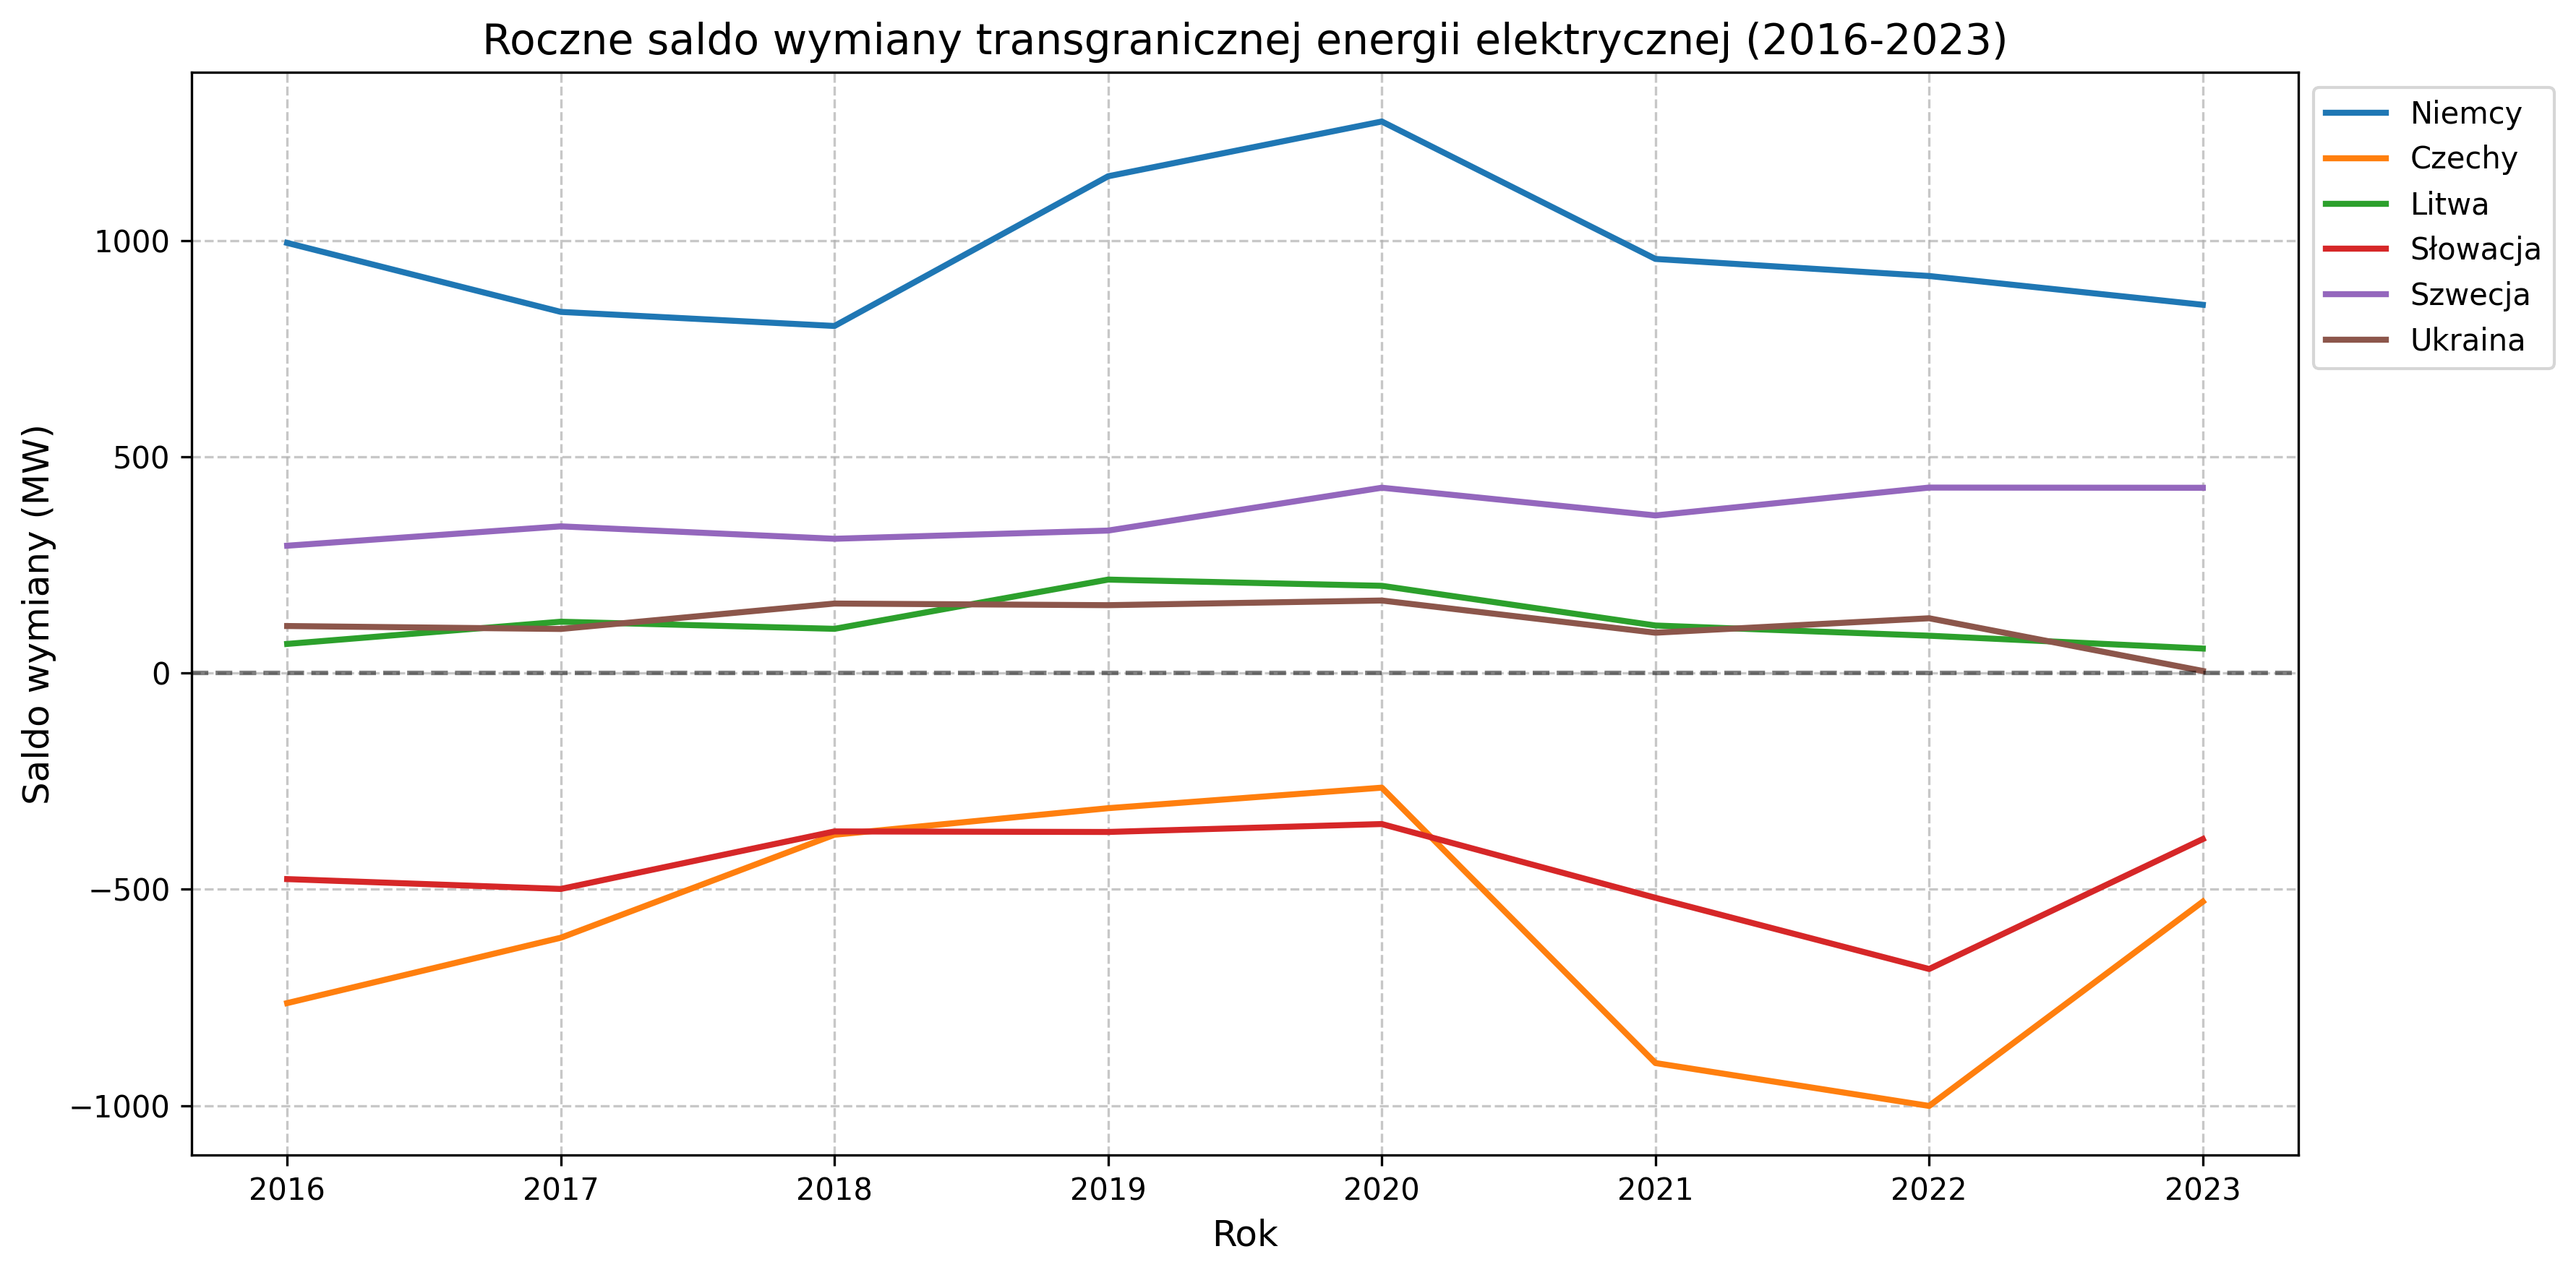 Roczne saldo wymiany transgranicznej energii elektrycznej (2016-2023)
Saldo wymiany (MW)
1000
500
0
−500
−1000
2016 2017 2018 2019 2020 2021 2022 2023
Rok
Niemcy
Czechy
Litwa
Słowacja
Szwecja
Ukraina